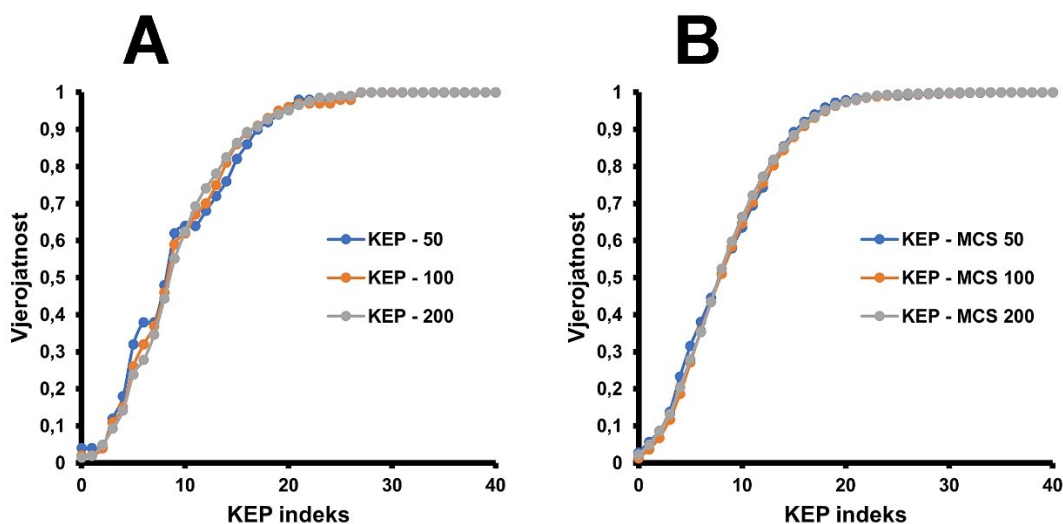 A
1
0,9
0,8
0,7
0,6
0,5
0,4
0,3
0,2
0,1
0
Vjerojatnost
KEP - 50
KEP - 100
KEP - 200
0 10 20 30 40
KEP indeks
B
1
0,9
0,8
0,7
0,6
0,5
0,4
0,3
0,2
0,1
0
Vjerojatnost
KEP - MCS 50
KEP - MCS 100
KEP - MCS 200
0 10 20 30 40
KEP indeks